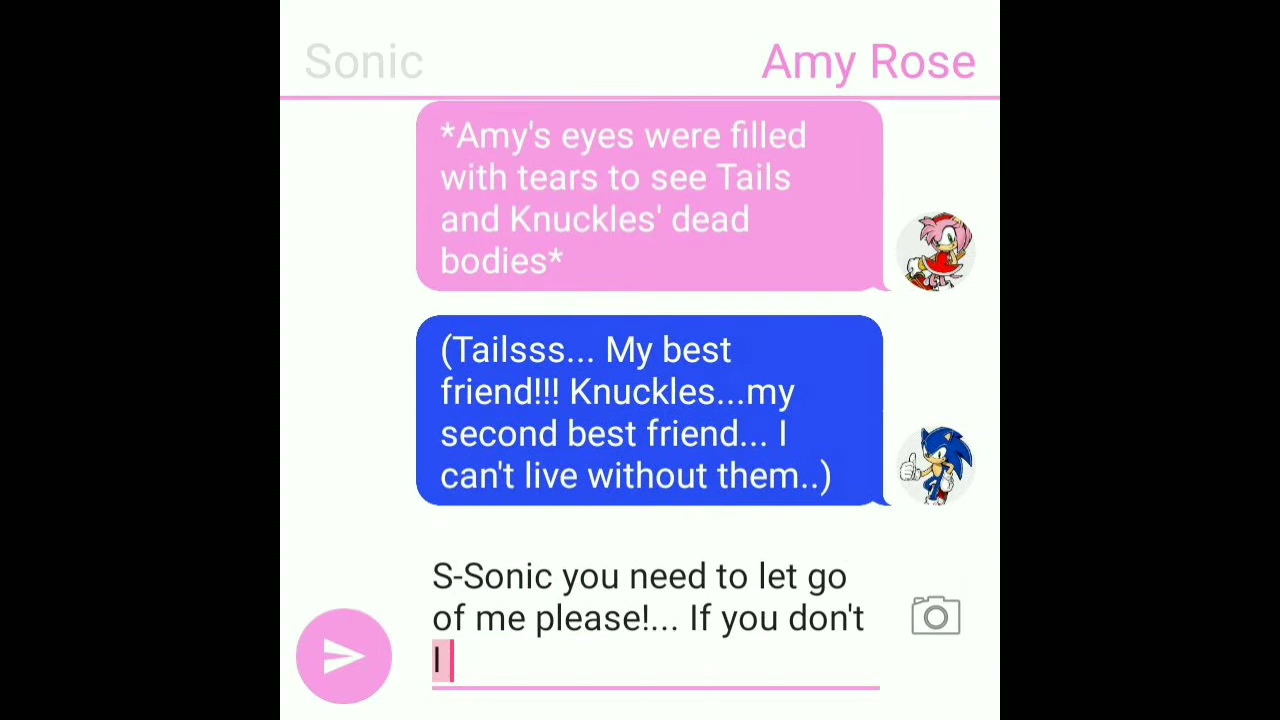 Sonic
Amy Rose
*Amy's eyes were filled
with tears to see Tails
and Knuckles' dead
bodies*
(Tailsss... My best
friend!!! Knuckles...my
second best friend... I
can't live without them..)
S-Sonic you need to let go
of me please!... If you don't
I